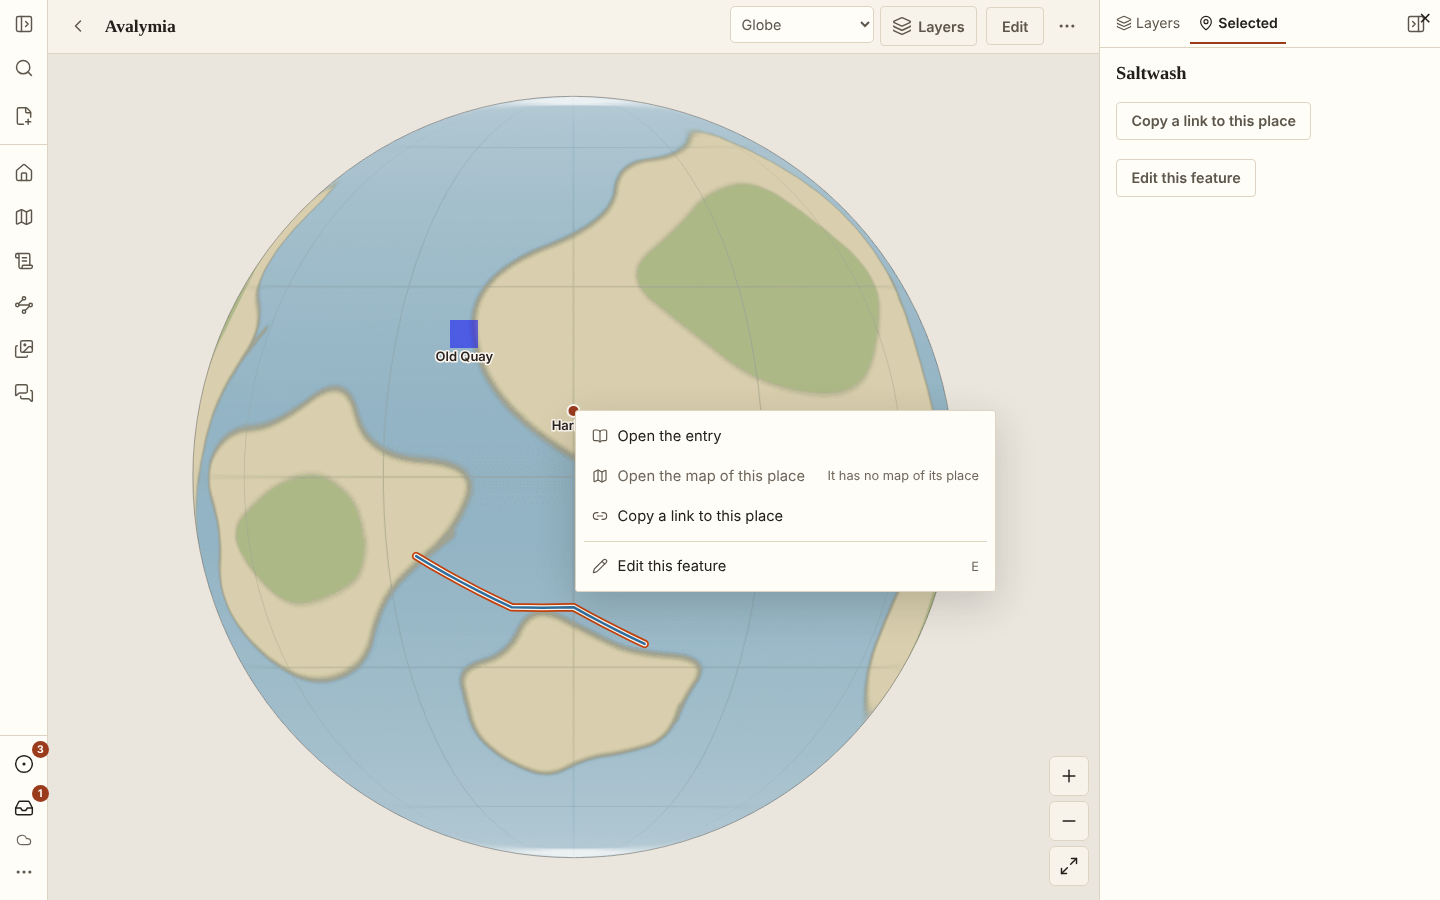 Avalymia
Globe
Layers
Edit
Layers
Selected
Saltwash
Copy a link to this place
Edit this feature
Old Quay
Har
Open the entry
Open the map of this place
It has no map of its place
Copy a link to this place
Edit this feature
E
3
1